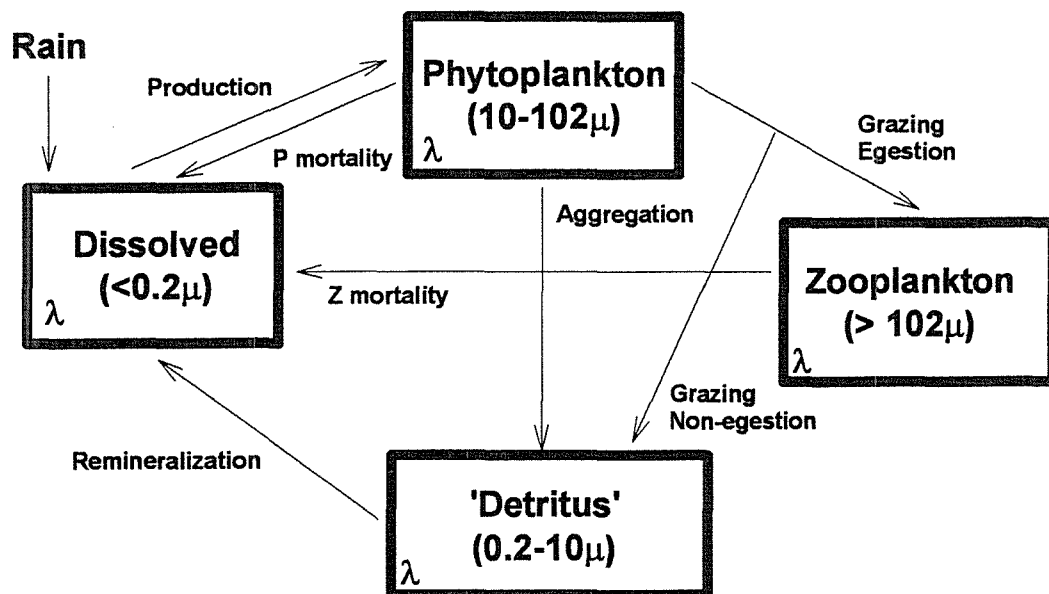 Rain
Production
Phytoplankton
(10-102μ)
λ
P mortality
Grazing
Egestion
Dissolved
(<0.2μ)
λ
Aggregation
Z mortality
Zooplankton
(> 102μ)
λ
Grazing
Non-egestion
Remineralization
'Detritus'
(0.2-10μ)
λ